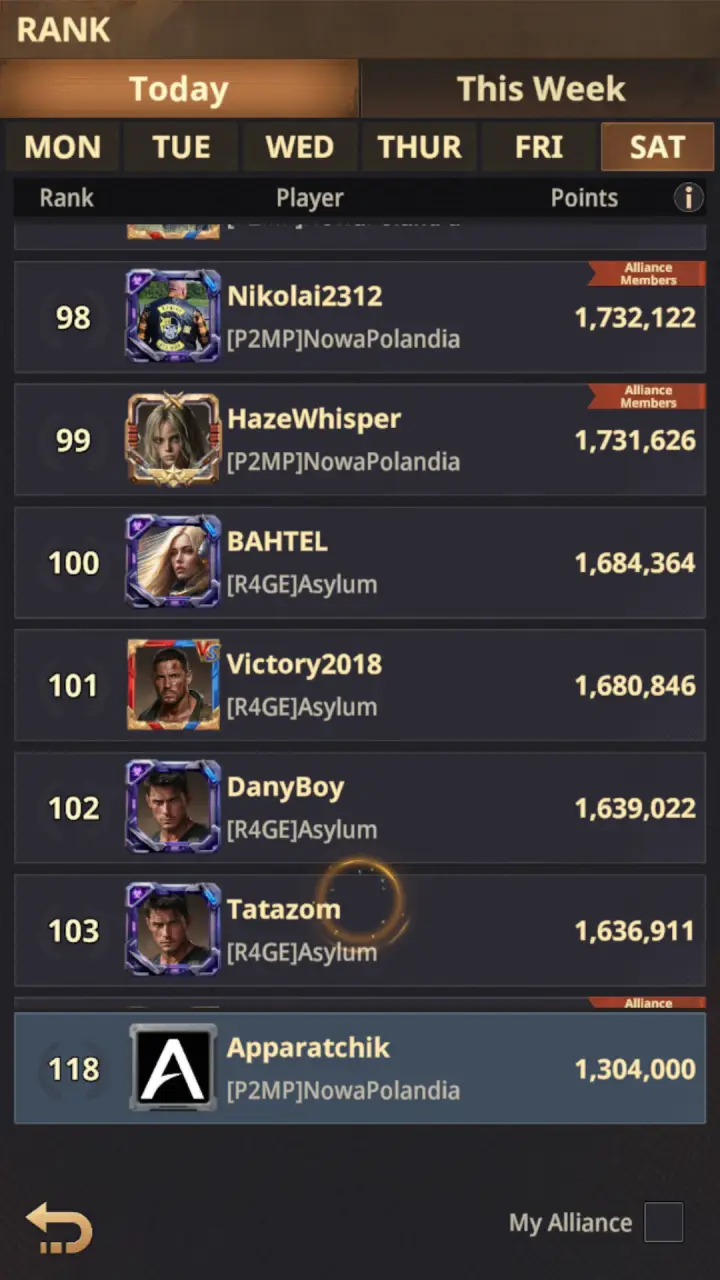 RANK
Today
This Week
MON
TUE
WED
THUR
FRI
SAT
Rank
Player
Points
98
Nikolai2312
[P2MP]NowaPolandia
Alliance
Members
1,732,122
99
HazeWhisper
[P2MP]NowaPolandia
Alliance
Members
1,731,626
100
BAHTEL
[R4GE]Asylum
1,684,364
101
VS
Victory2018
[R4GE]Asylum
1,680,846
102
DanyBoy
[R4GE]Asylum
1,639,022
103
Tatazom
[R4GE]Asylum
1,636,911
Alliance
118
Apparatchik
[P2MP]NowaPolandia
1,304,000
My Alliance